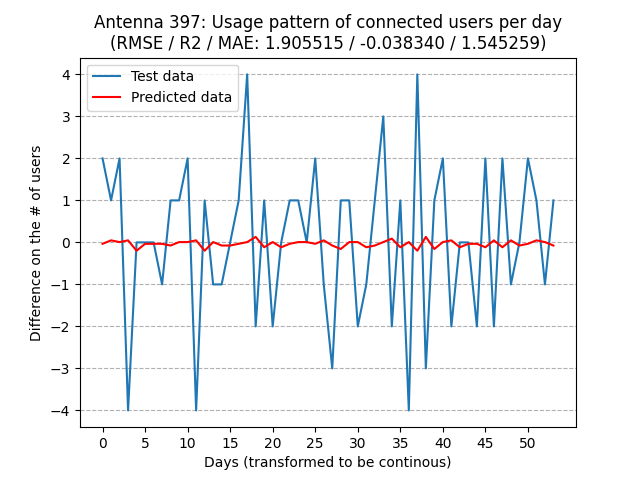 Antenna 397: Usage pattern of connected users per day
(RMSE / R2 / MAE: 1.905515 / -0.038340 / 1.545259)
Test data
Predicted data
Difference on the # of users
4
3
2
1
0
−1
−2
−3
−4
0 5 10 15 20 25 30 35 40 45 50
Days (transformed to be continous)